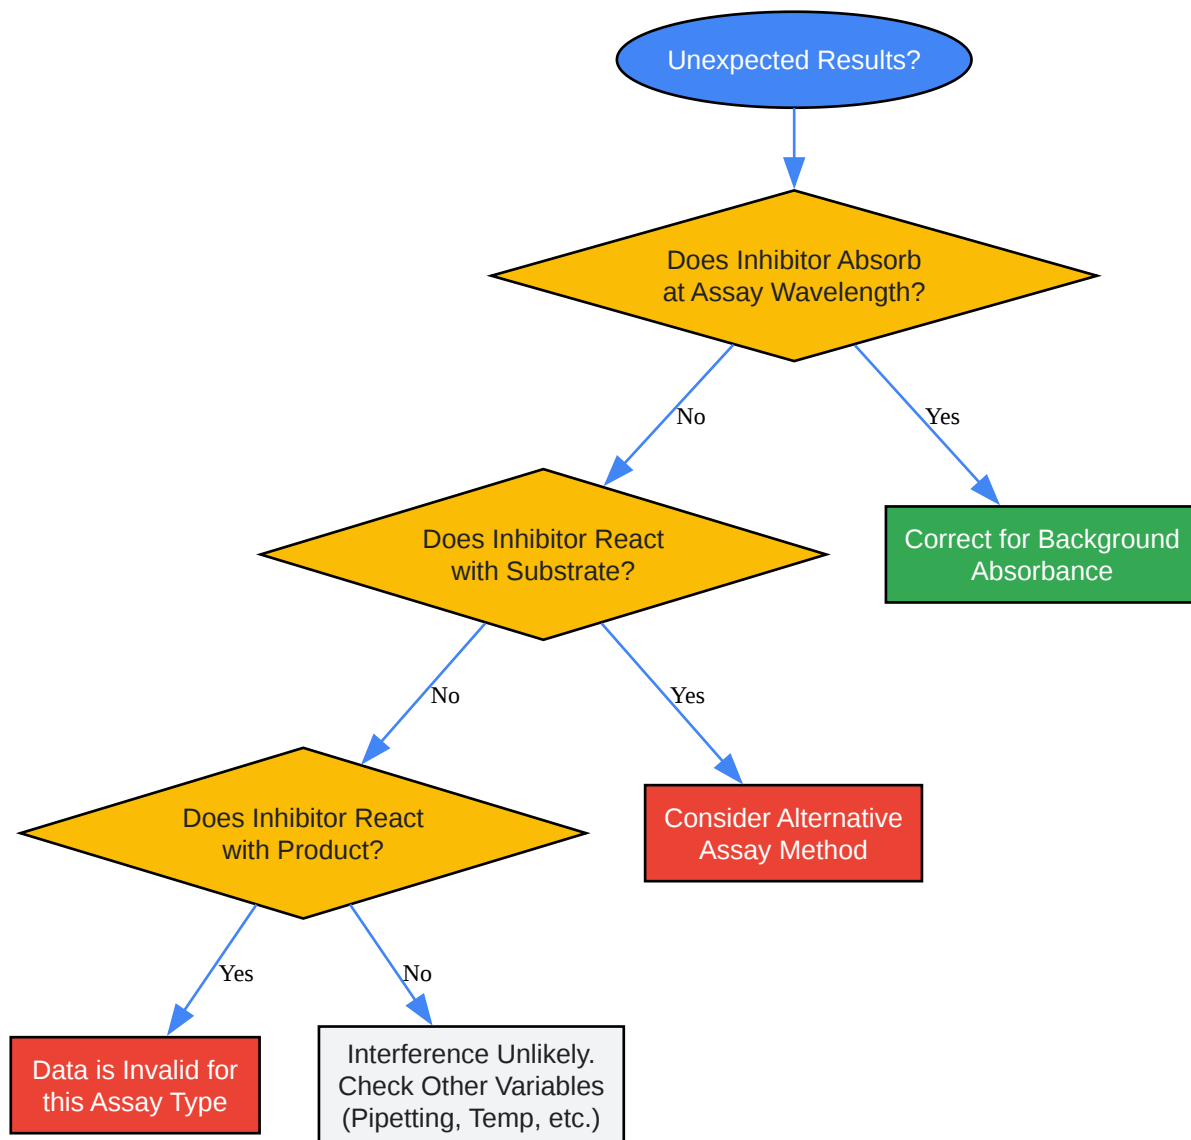 Unexpected Results?
Does Inhibitor Absorb
at Assay Wavelength?
No
Yes
Does Inhibitor React
with Substrate?
Correct for Background
Absorbance
No
Yes
Does Inhibitor React
with Product?
Consider Alternative
Assay Method
Yes
No
Data is Invalid for
this Assay Type
Interference Unlikely.
Check Other Variables
(Pipetting, Temp, etc.)